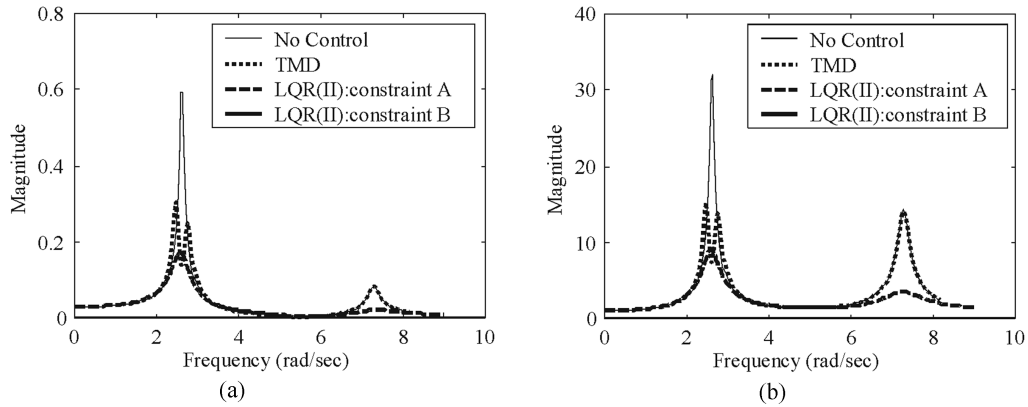 0.8
0.6
0.4
0.2
0
Magnitude
No Control
TMD
LQR(II):constraint A
LQR(II):constraint B
0 2 4 6 8 10
Frequency (rad/sec)
(a)
40
30
20
10
0
Magnitude
No Control
TMD
LQR(II):constraint A
LQR(II):constraint B
0 2 4 6 8 10
Frequency (rad/sec)
(b)